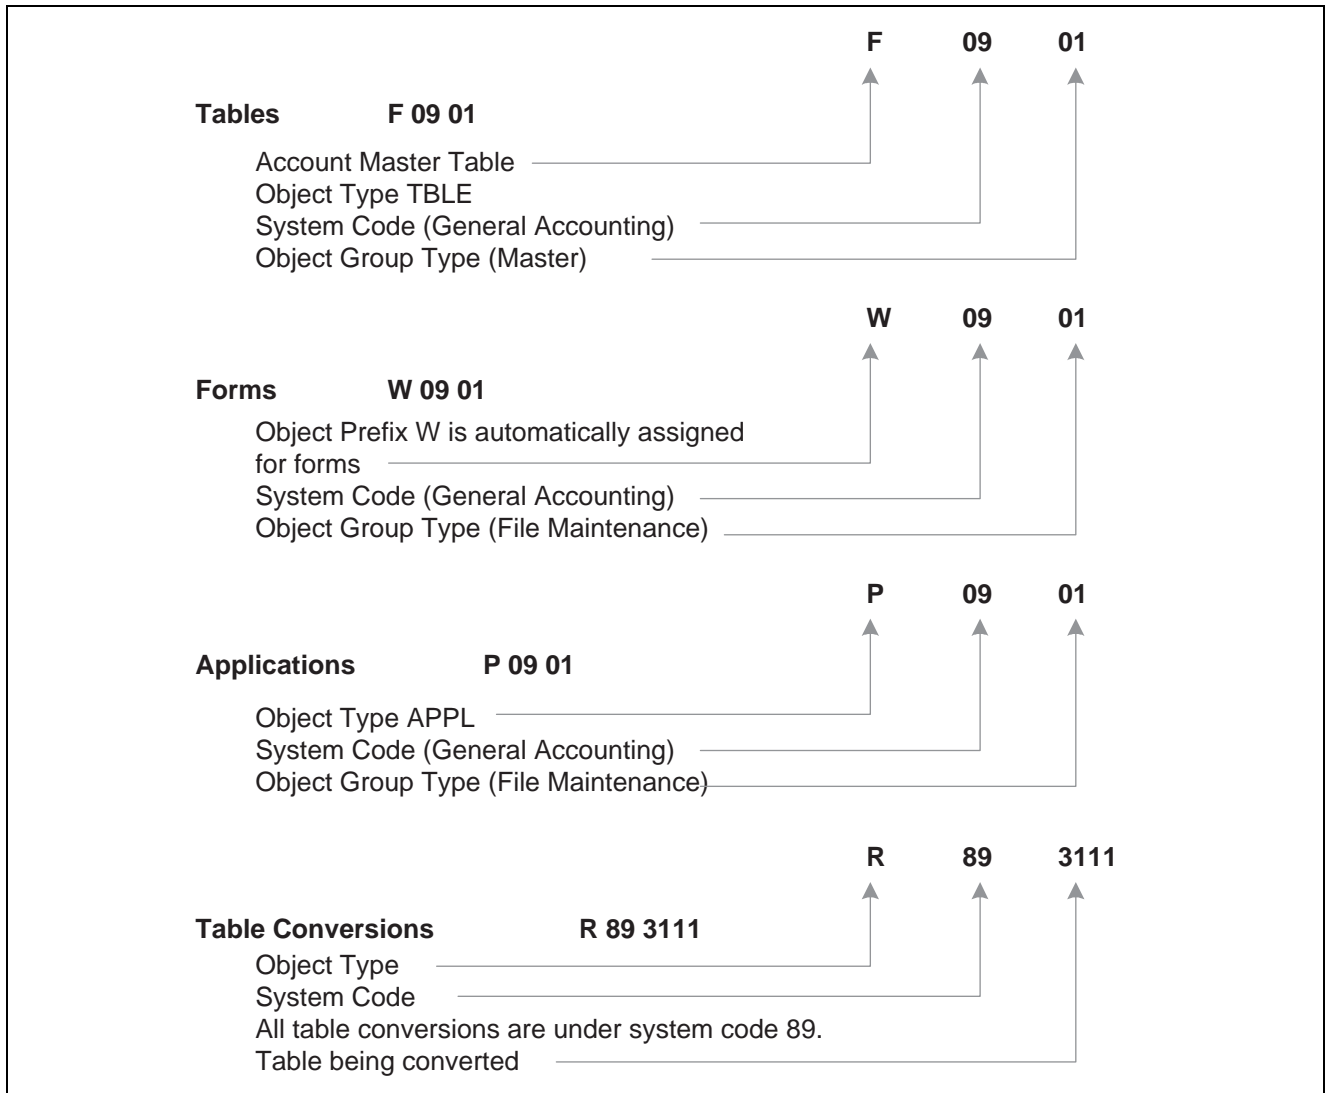 F 09 01
Tables F 09 01
Account Master Table
Object Type TBLE
System Code (General Accounting)
Object Group Type (Master)
W 09 01
Forms W 09 01
Object Prefix W is automatically assigned
for forms
System Code (General Accounting)
Object Group Type (File Maintenance)
P 09 01
Applications P 09 01
Object Type APPL
System Code (General Accounting)
Object Group Type (File Maintenance)
R 89 3111
Table Conversions R 89 3111
Object Type
System Code
All table conversions are under system code 89.
Table being converted